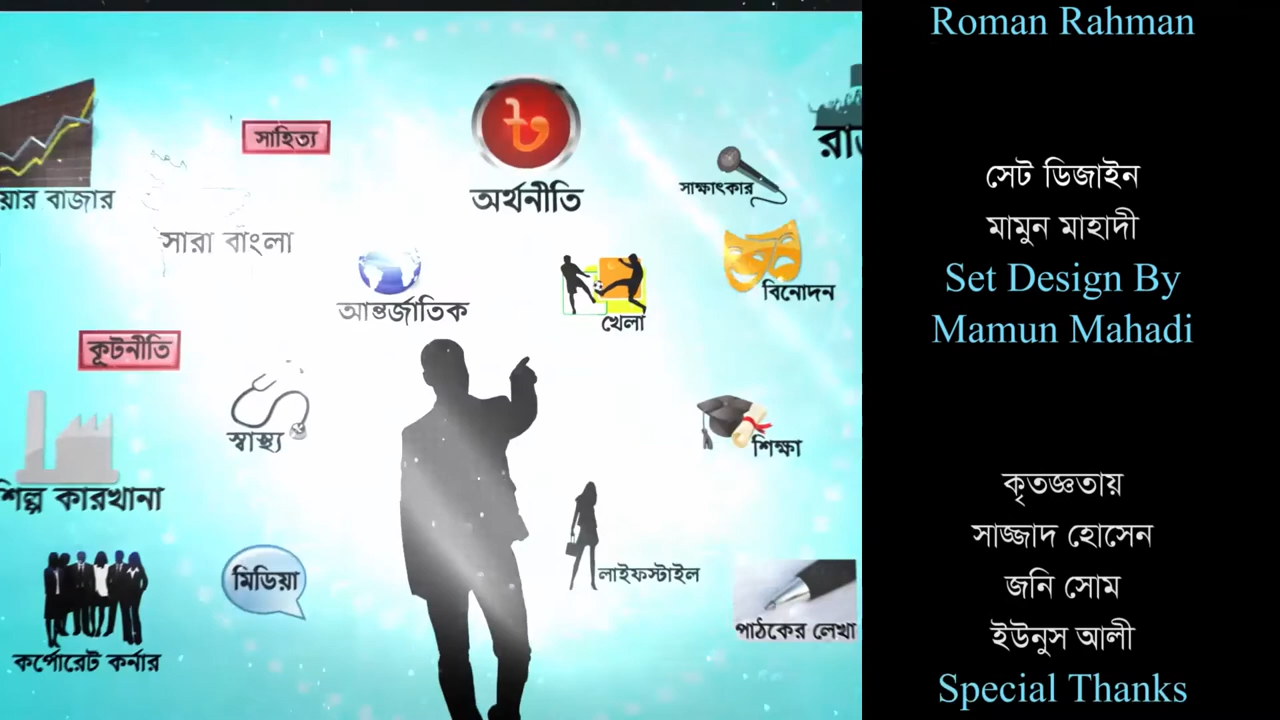 সাহিত্য
৳
অর্থনীতি
সাক্ষাৎকার
বাজার
সারা বাংলা
আন্তর্জাতিক
খেলা
বিনোদন
কূটনীতি
স্বাস্থ্য
শিক্ষা
শিল্প কারখানা
মিডিয়া
লাইফস্টাইল
পাঠকের লেখা
কর্পোরেট কর্নার
Roman Rahman
সেট ডিজাইন
মামুন মাহাদী
Set Design By
Mamun Mahadi
কৃতজ্ঞতায়
সাজ্জাদ হোসেন
জনি সোম
ইউনুস আলী
Special Thanks